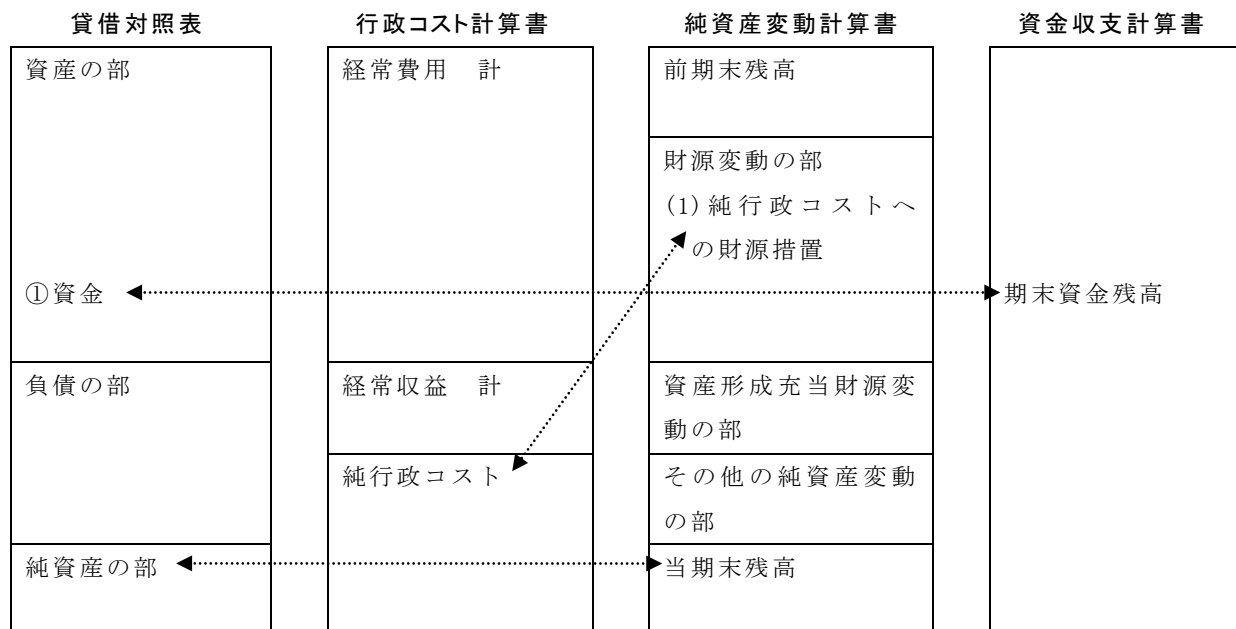 貸借対照表
資産の部
①資金
負債の部
純資産の部
行政コスト計算書
経常費用　計
経常収益　計
純行政コスト
純資産変動計算書
前期末残高
財源変動の部
(1)純行政コストへ
の財源措置
資産形成充当財源変
動の部
その他の純資産変動
の部
当期末残高
資金収支計算書
期末資金残高